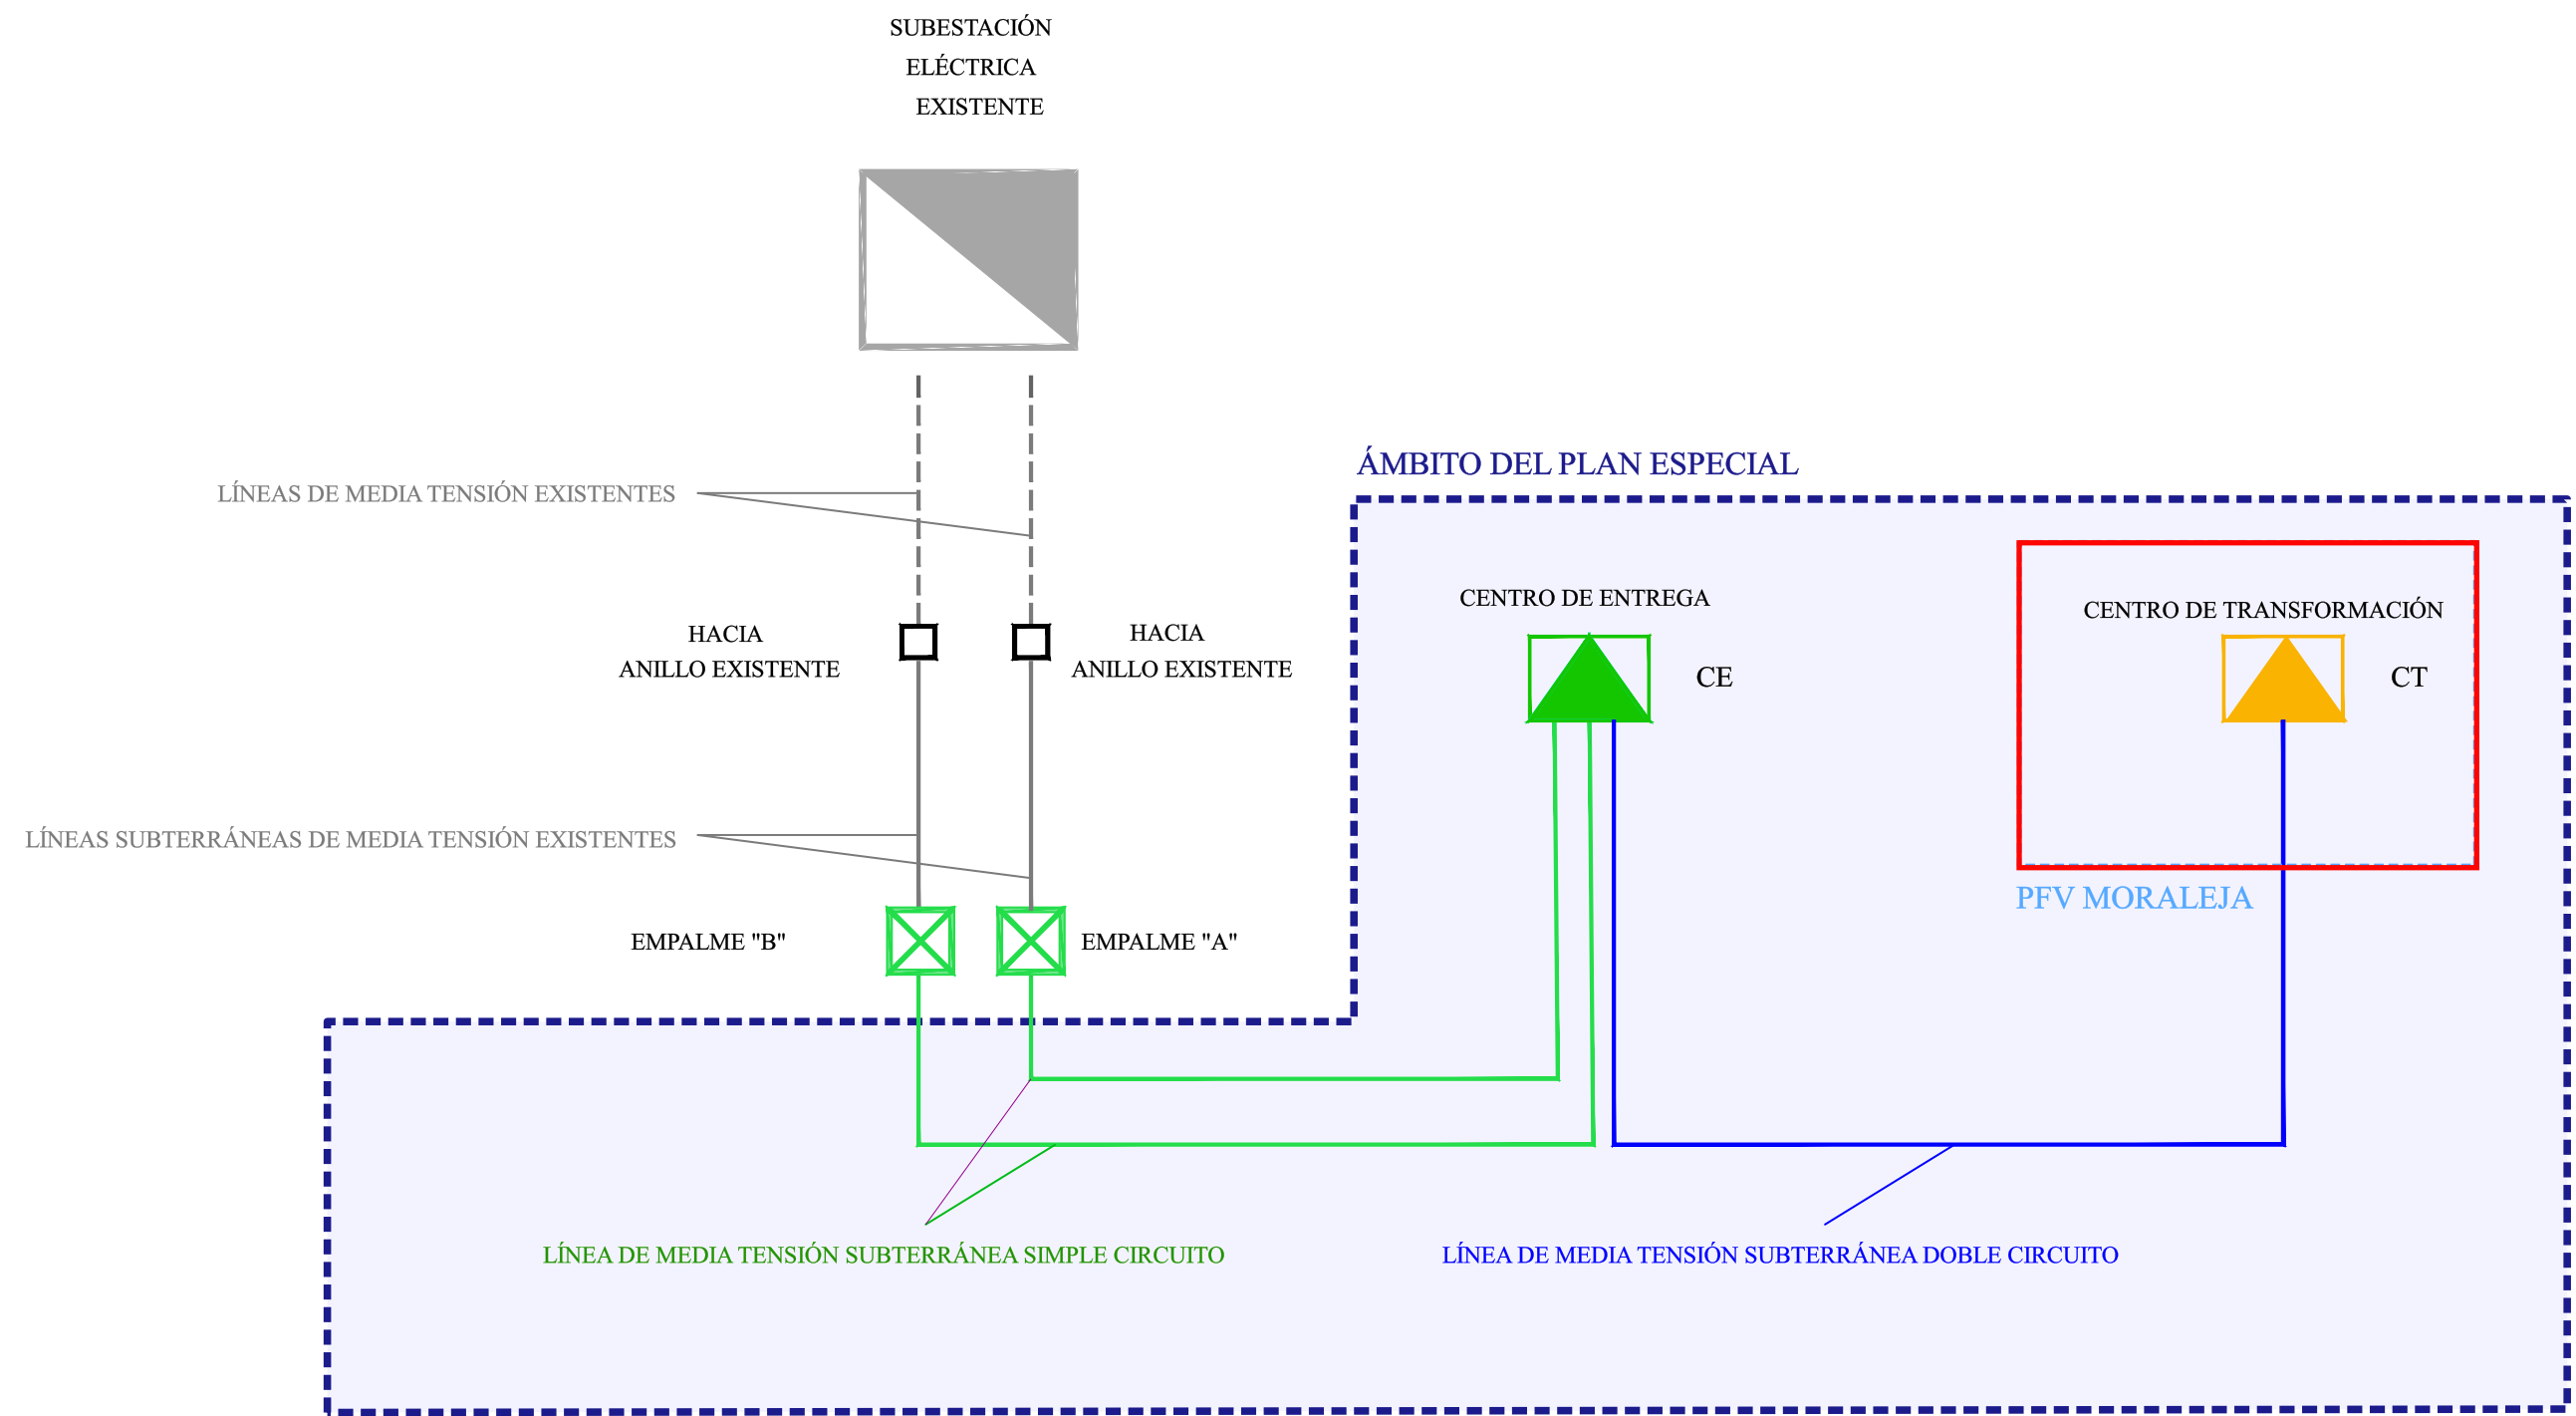 SUBESTACIÓN
ELÉCTRICA
EXISTENTE
ÁMBITO DEL PLAN ESPECIAL
LÍNEAS DE MEDIA TENSIÓN EXISTENTES
CENTRO DE ENTREGA
CENTRO DE TRANSFORMACIÓN
HACIA
ANILLO EXISTENTE
HACIA
ANILLO EXISTENTE
CE
CT
LÍNEAS SUBTERRÁNEAS DE MEDIA TENSIÓN EXISTENTES
PFV MORALEJA
EMPALME "B"
EMPALME "A"
LÍNEA DE MEDIA TENSIÓN SUBTERRÁNEA SIMPLE CIRCUITO
LÍNEA DE MEDIA TENSIÓN SUBTERRÁNEA DOBLE CIRCUITO